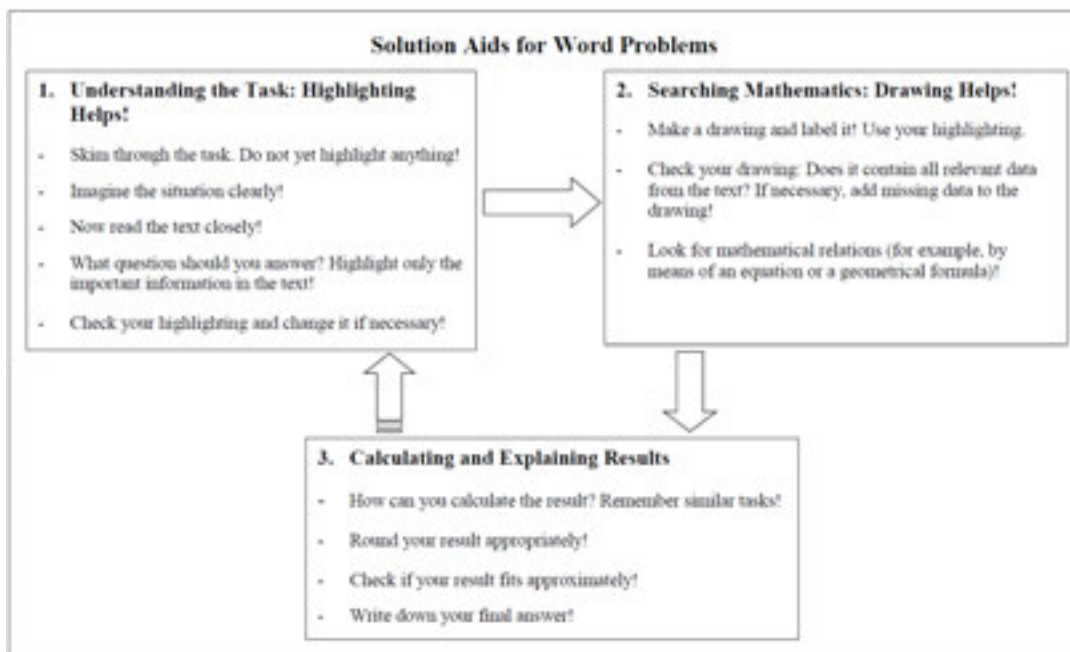 Solution Aids for Word Problems
1. Understanding the Task: Highlighting
Helps!
- Skim through the task. Do not yet highlight anything!
- Imagine the situation clearly!
- Now read the text closely!
- What question should you answer? Highlight only the
important information in the text!
- Check your highlighting and change it if necessary!
2. Searching Mathematics: Drawing Helps!
- Make a drawing and label it! Use your highlighting.
- Check your drawing: Does it contain all relevant data
from the text? If necessary, add missing data to the
drawing!
- Look for mathematical relations (for example, by
means of an equation or a geometrical formula)!
3. Calculating and Explaining Results
- How can you calculate the result? Remember similar tasks!
- Round your result appropriately!
- Check if your result fits approximately!
- Write down your final answer!